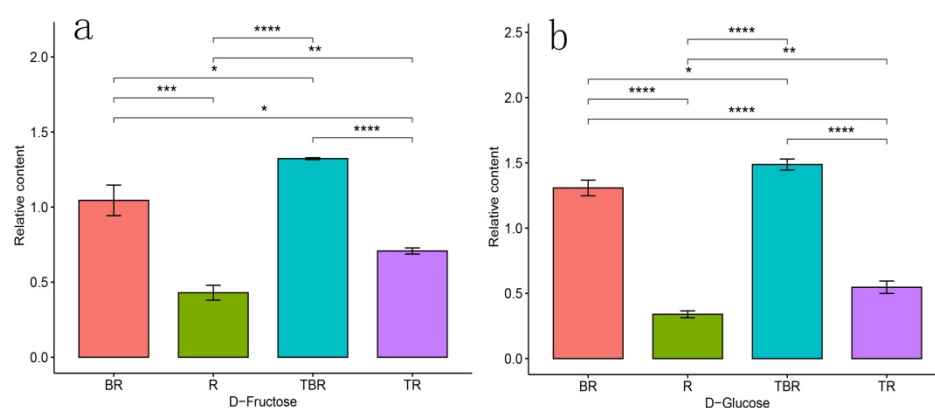 a
Relative content
2.0
1.5
1.0
0.5
0.0
****
**
*
***
*
****
BR R TBR TR
D-Fructose
b
Relative content
2.5
2.0
1.5
1.0
0.5
0.0
****
**
*
****
****
****
BR R TBR TR
D-Glucose